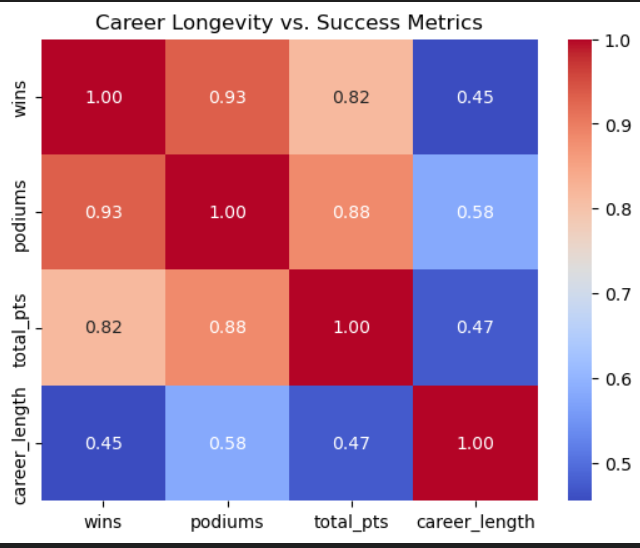 Career Longevity vs. Success Metrics
wins 1.00 0.93 0.82 0.45
podiums 0.93 1.00 0.88 0.58
total_pts 0.82 0.88 1.00 0.47
career_length 0.45 0.58 0.47 1.00
wins podiums total_pts career_length
1.0
0.9
0.8
0.7
0.6
0.5